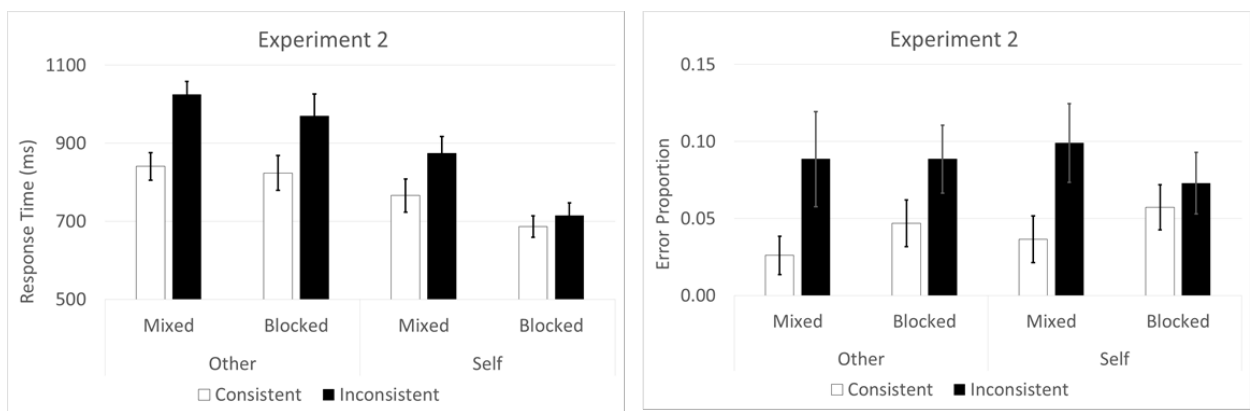 Experiment 2
Response Time (ms)
1100
900
700
500
Mixed Blocked Mixed Blocked
Other Self
Consistent Inconsistent
Experiment 2
Error Proportion
0.15
0.10
0.05
0.00
Mixed Blocked Mixed Blocked
Other Self
Consistent Inconsistent